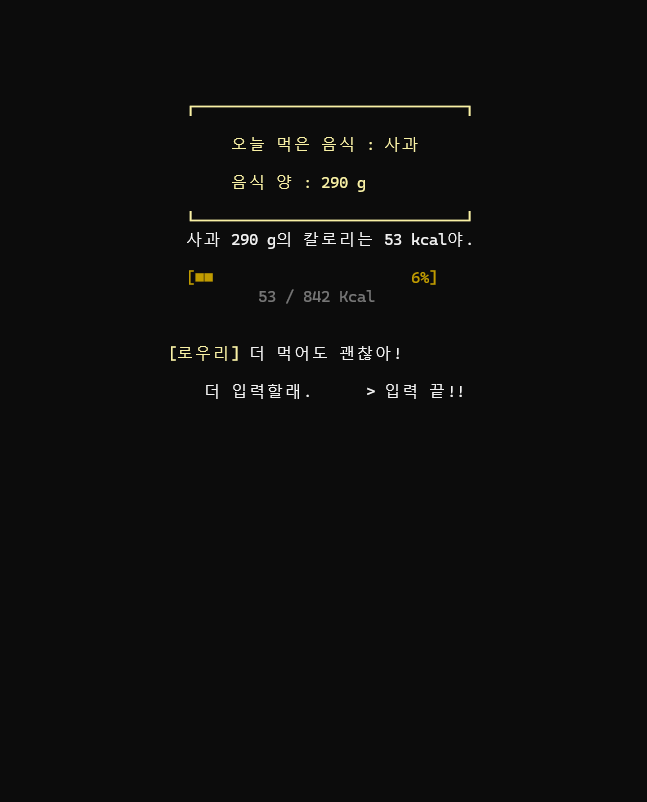 오늘 먹은 음식 : 사과
음식 양 : 290 g
사과 290 g의 칼로리는 53 kcal야.
[■■ 6%]
53 / 842 Kcal
[로우리] 더 먹어도 괜찮아!
더 입력할래. > 입력 끝!!